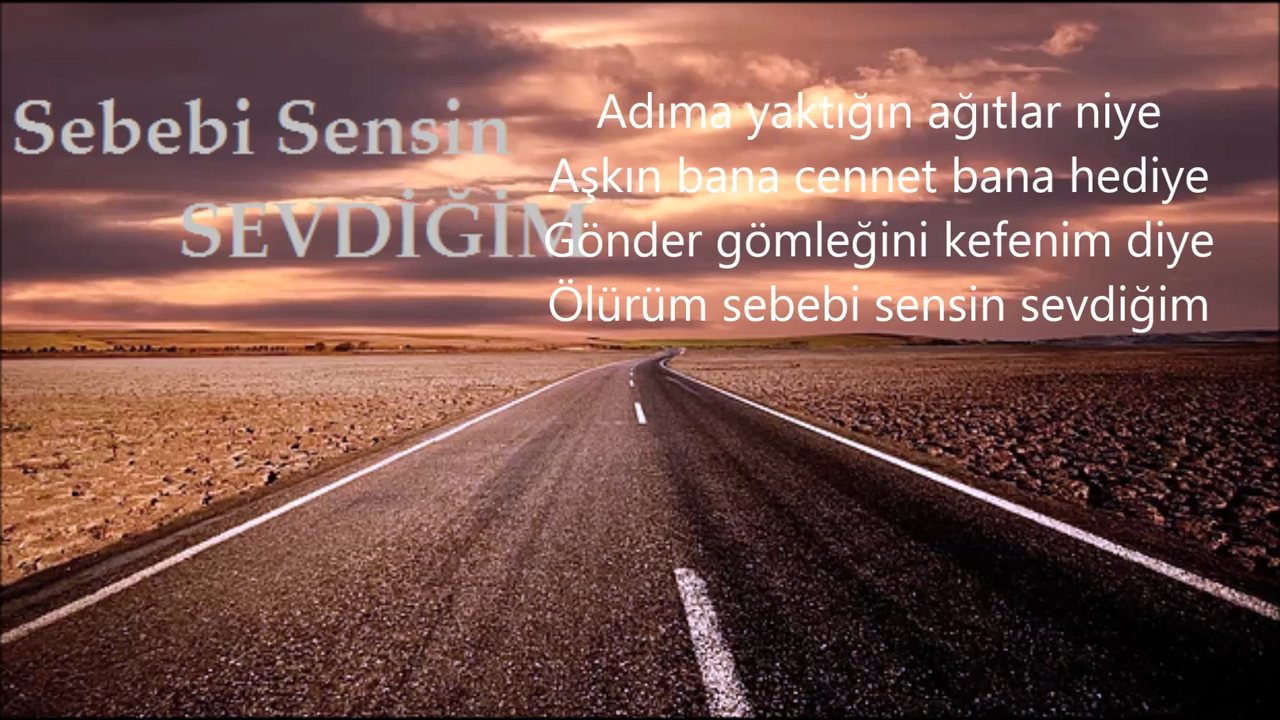 Sebebi Sensin
SEVDİĞİM
Adıma yaktığın ağıtlar niye
Aşkın bana cennet bana hediye
Gönder gömleğini kefenim diye
Ölürüm sebebi sensin sevdiğim